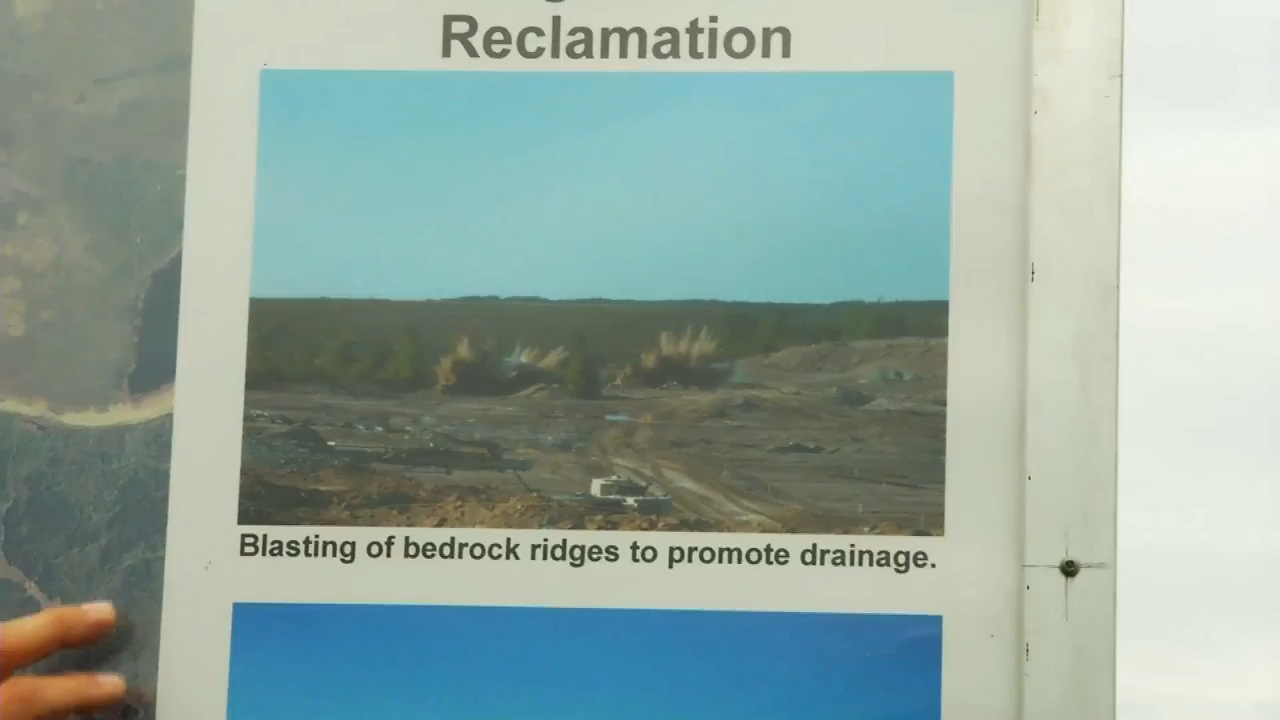 Reclamation
Blasting of bedrock ridges to promote drainage.